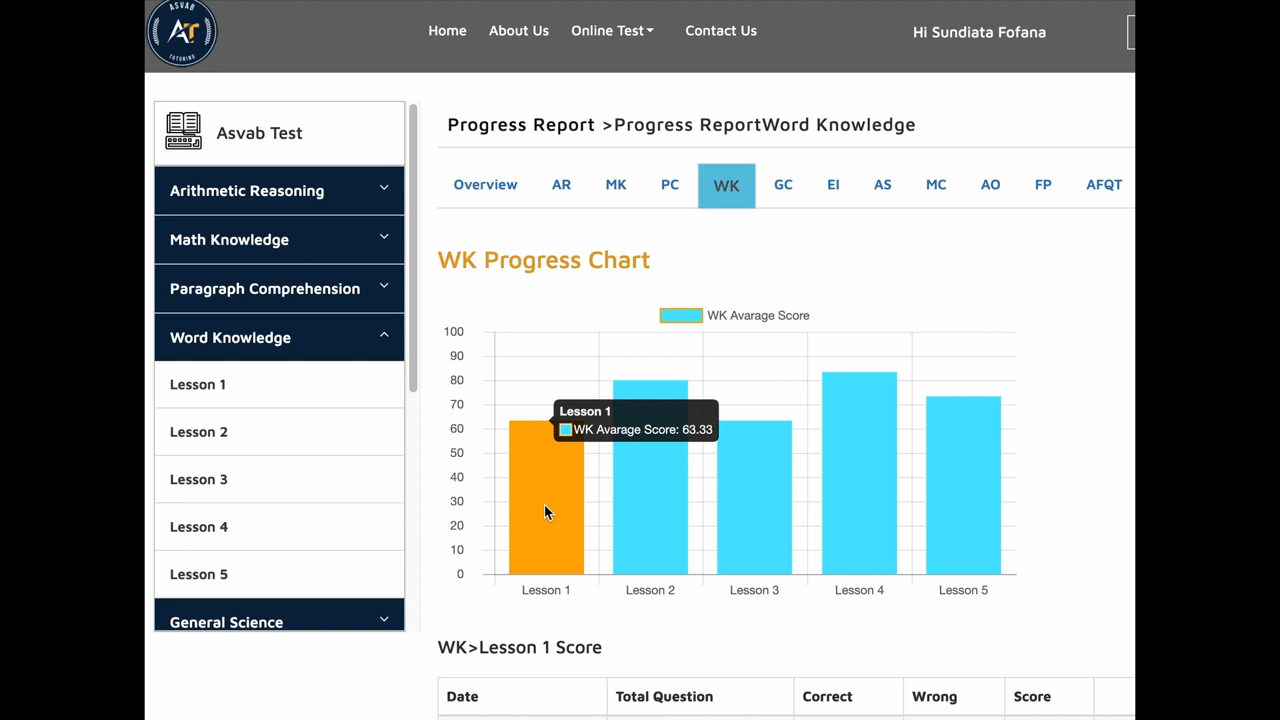 ASVAB
AT
TUTORING
Home
About Us
Online Test
Contact Us
Hi Sundiata Fofana
Asvab Test
Arithmetic Reasoning
Math Knowledge
Paragraph Comprehension
Word Knowledge
Lesson 1
Lesson 2
Lesson 3
Lesson 4
Lesson 5
General Science
Progress Report >Progress ReportWord Knowledge
Overview AR MK PC WK GC EI AS MC AO FP AFQT
WK Progress Chart
WK Avarage Score
100
90
80
70
60
50
40
30
20
10
0
Lesson 1
WK Avarage Score: 63.33
Lesson 1 Lesson 2 Lesson 3 Lesson 4 Lesson 5
WK>Lesson 1 Score
Date Total Question Correct Wrong Score